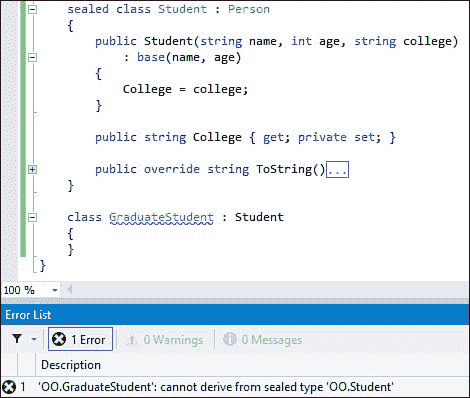 sealed class Student : Person
{
public Student(string name, int age, string college)
: base(name, age)
{
College = college;
}
public string College { get; private set; }
public override string ToString()...
}
class GraduateStudent : Student
{
}
}
100 %
Error List
1 Error
0 Warnings
0 Messages
Description
1 'OO.GraduateStudent': cannot derive from sealed type 'OO.Student'